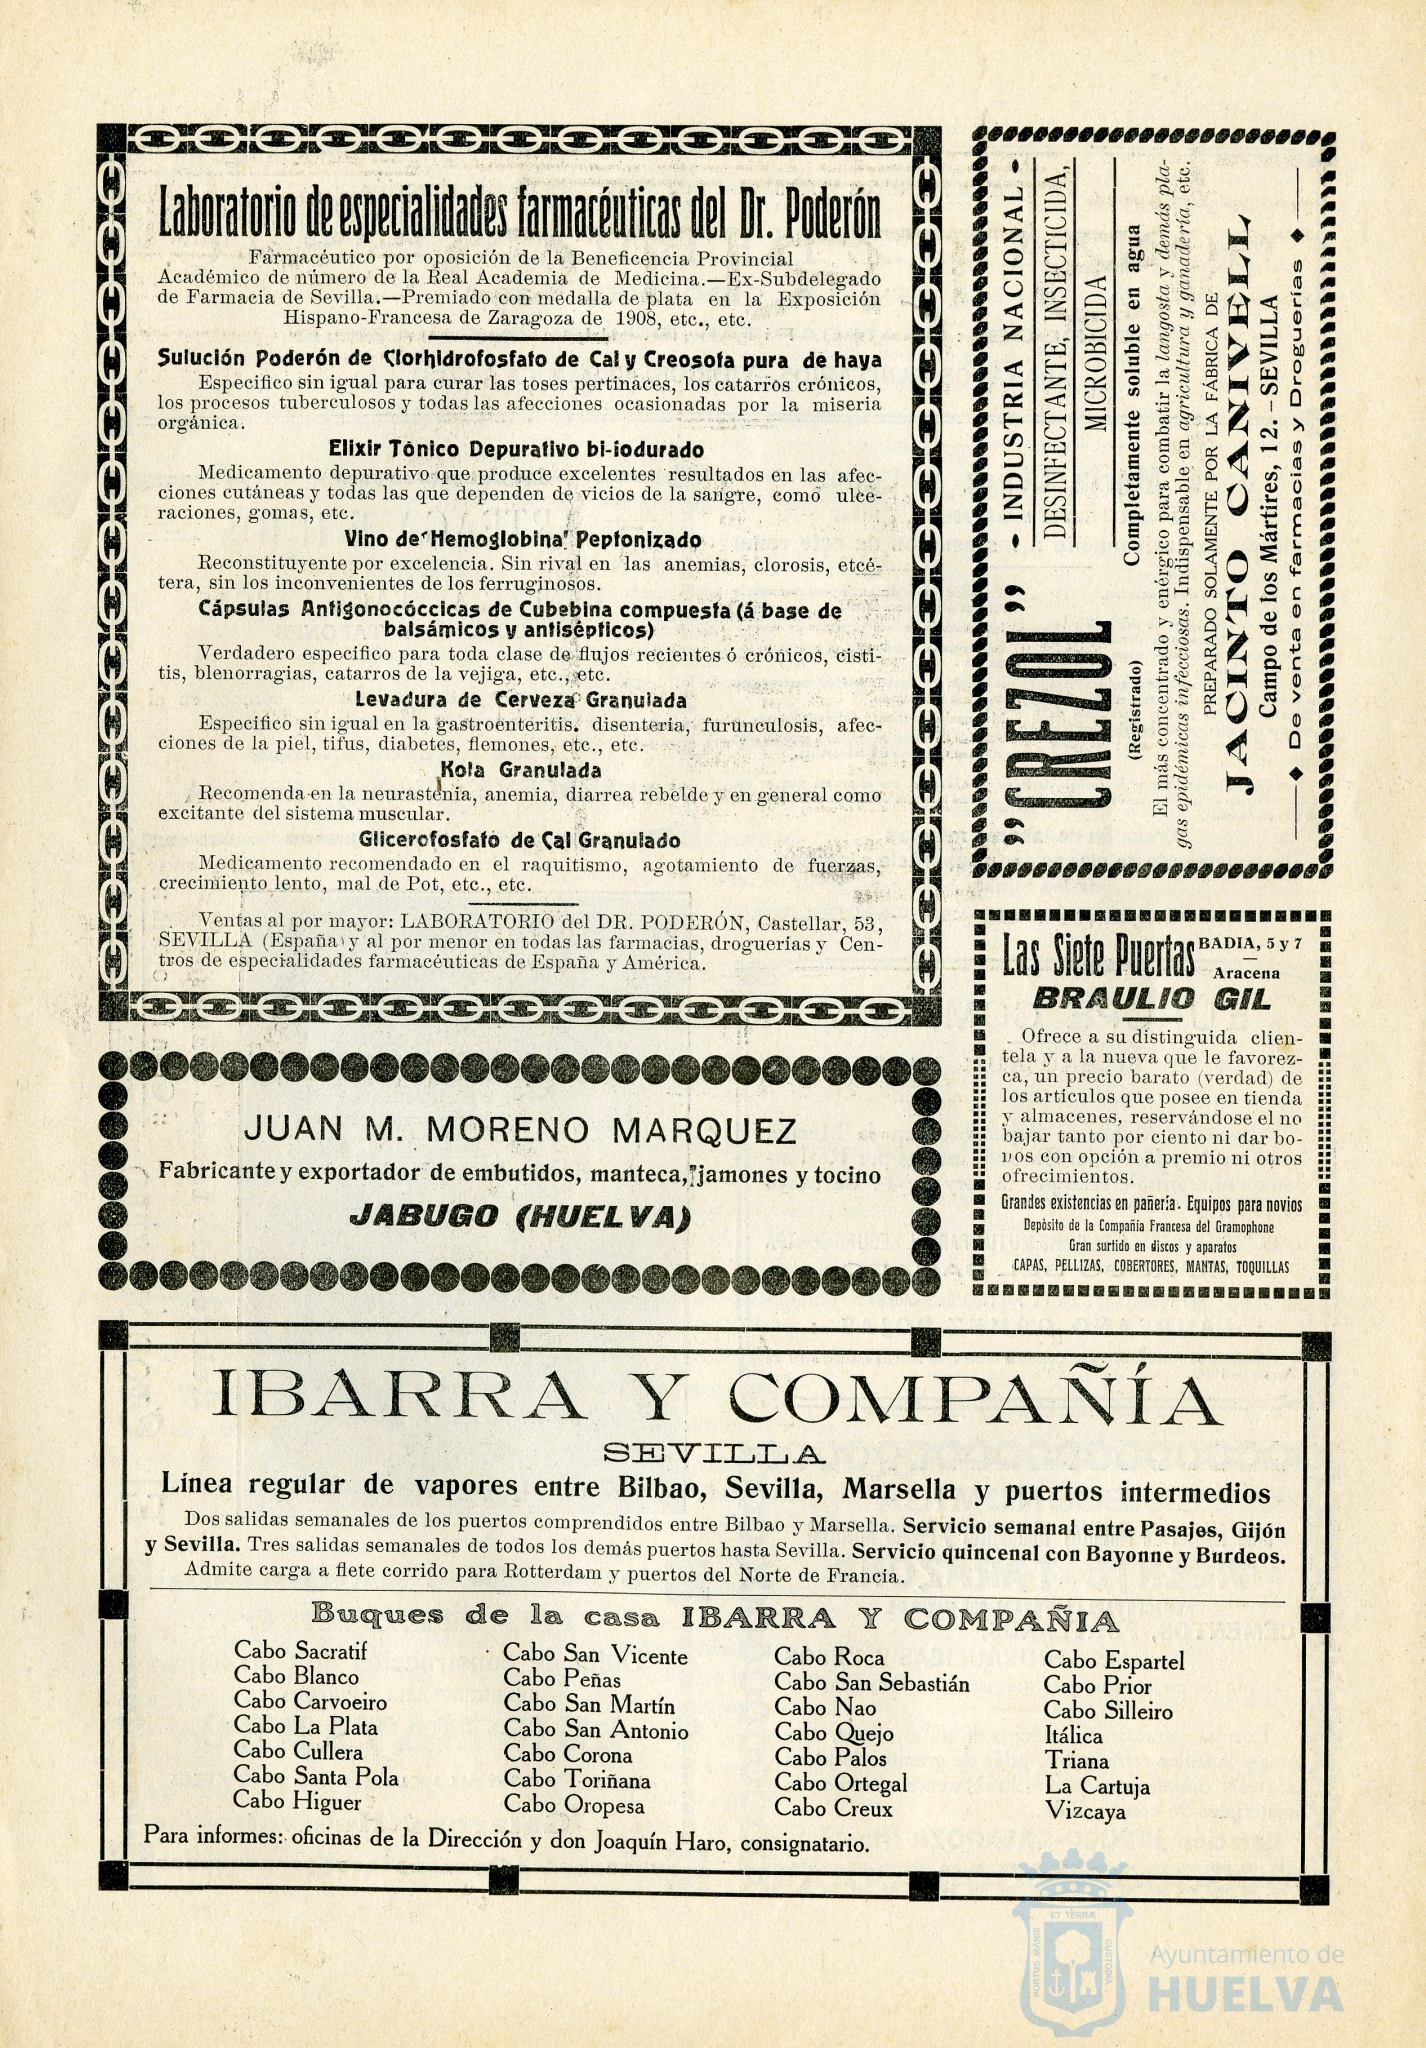 Laboratorio de especialidades farmacéuticas del Dr. Poderón
Farmacéutico por oposición de la Beneficencia Provincial
Académico de número de la Real Academia de Medicina.—Ex-Subdelegado
de Farmacia de Sevilla.—Premiado con medalla de plata en la Exposición
Hispano-Francesa de Zaragoza de 1908, etc., etc.
Sulución Poderón de Clorhidrofosfato de Cal y Creosota pura de haya
Especifico sin igual para curar las toses pertinaces, los catarros crónicos,
los procesos tuberculosos y todas las afecciones ocasionadas por la miseria
orgánica.
Elixir Tónico Depurativo bi-iodurado
Medicamento depurativo que produce excelentes resultados en las afec-
ciones cutáneas y todas las que dependen de vicios de la sangre, como ulce-
raciones, gomas, etc.
Vino de "Hemoglobina" Peptonizado
Reconstituyente por excelencia. Sin rival en las anemias, clorosis, etcé-
tera, sin los inconvenientes de los ferruginosos.
Cápsulas Antigonocóccicas de Cubebina compuesta (á base de
balsámicos y antisépticos)
Verdadero especifico para toda clase de flujos recientes ó crónicos, cisti-
tis, blenorragias, catarros de la vejiga, etc., etc.
Levadura de Cerveza Granulada
Especifico sin igual en la gastroenteritis. disentería, furunculosis, afec-
ciones de la piel, tifus, diabetes, flemones, etc., etc.
Kola Granulada
Recomenda en la neurastenia, anemia, diarrea rebelde y en general como
excitante del sistema muscular.
Glicerofosfato de Cal Granulado
Medicamento recomendado en el raquitismo, agotamiento de fuerzas,
crecimiento lento, mal de Pot, etc., etc.
Ventas al por mayor: LABORATORIO del DR. PODERÓN, Castellar, 53,
SEVILLA (España) y al por menor en todas las farmacias, droguerías y Cen-
tros de especialidades farmacéuticas de España y América.
"CREZOL"
(Registrado)
- INDUSTRIA NACIONAL -
DESINFECTANTE, INSECTICIDA,
MICROBICIDA
Completamente soluble en agua
El más concentrado y enérgico para combatir la langosta y demás pla-
gas epidémicas infecciosas. Indispensable en agricultura y ganadería, etc.
PREPARADO SOLAMENTE POR LA FÁBRICA DE
JACINTO CANIVELL
Campo de los Mártires, 12.-SEVILLA
De venta en farmacias y Droguerías
Las Siete Puertas BADIA, 5 y 7
Aracena
BRAULIO GIL
Ofrece a su distinguida clien-
tela y a la nueva que le favorez-
ca, un precio barato (verdad) de
los artículos que posee en tienda
y almacenes, reservándose el no
bajar tanto por ciento ni dar bo-
nos con opción a premio ni otros
ofrecimientos.
Grandes existencias en pañería. Equipos para novios
Depósito de la Compañía Francesa del Gramophone
Gran surtido en discos y aparatos
CAPAS, PELLIZAS, COBERTORES, MANTAS, TOQUILLAS
JUAN M. MORENO MARQUEZ
Fabricante y exportador de embutidos, manteca, jamones y tocino
JABUGO (HUELVA)
IBARRA Y COMPAÑÍA
SEVILLA
Línea regular de vapores entre Bilbao, Sevilla, Marsella y puertos intermedios
Dos salidas semanales de los puertos comprendidos entre Bilbao y Marsella. Servicio semanal entre Pasajes, Gijón
y Sevilla. Tres salidas semanales de todos los demás puertos hasta Sevilla. Servicio quincenal con Bayonne y Burdeos.
Admite carga a flete corrido para Rotterdam y puertos del Norte de Francia.
Buques de la casa IBARRA Y COMPAÑIA
Cabo Sacratif
Cabo Blanco
Cabo Carvoeiro
Cabo La Plata
Cabo Cullera
Cabo Santa Pola
Cabo Higuer
Cabo San Vicente
Cabo Peñas
Cabo San Martín
Cabo San Antonio
Cabo Corona
Cabo Toriñana
Cabo Oropesa
Cabo Roca
Cabo San Sebastián
Cabo Nao
Cabo Quejo
Cabo Palos
Cabo Ortegal
Cabo Creux
Cabo Espartel
Cabo Prior
Cabo Silleiro
Itálica
Triana
La Cartuja
Vizcaya
Para informes: oficinas de la Dirección y don Joaquín Haro, consignatario.
ET TERRÆ
PORTUS MARIS
CUSTODIA
Ayuntamiento de
HUELVA